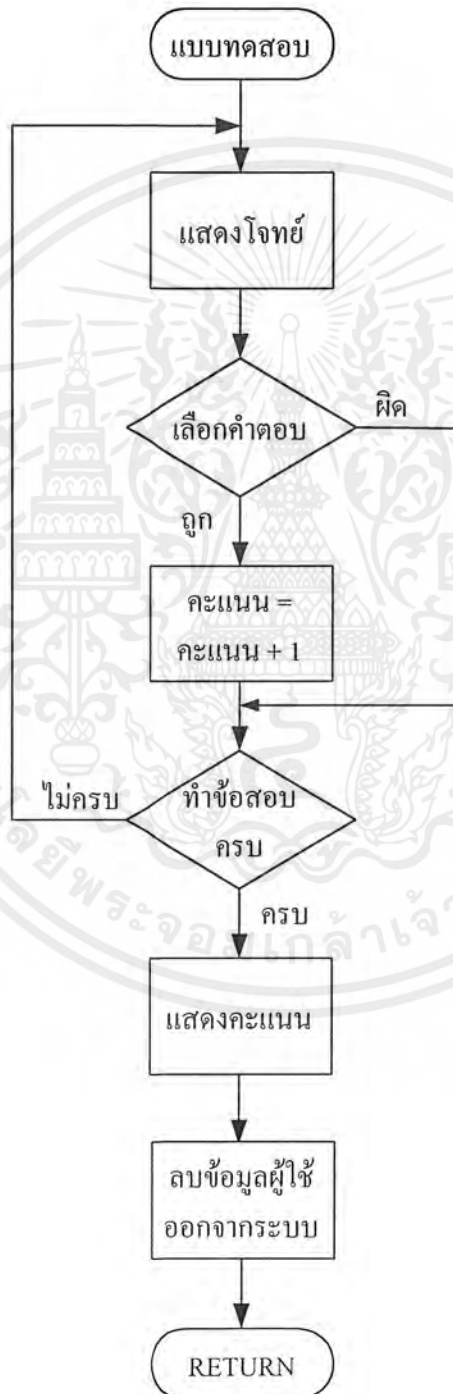 แบบทดสอบ
แสดงโจทย์
เลือกคำตอบ
ผิด
ถูก
คะแนน =
คะแนน + 1
ไม่ครบ
ทำข้อสอบ
ครบ
ครบ
แสดงคะแนน
ลบข้อมูลผู้ใช้
ออกจากระบบ
RETURN